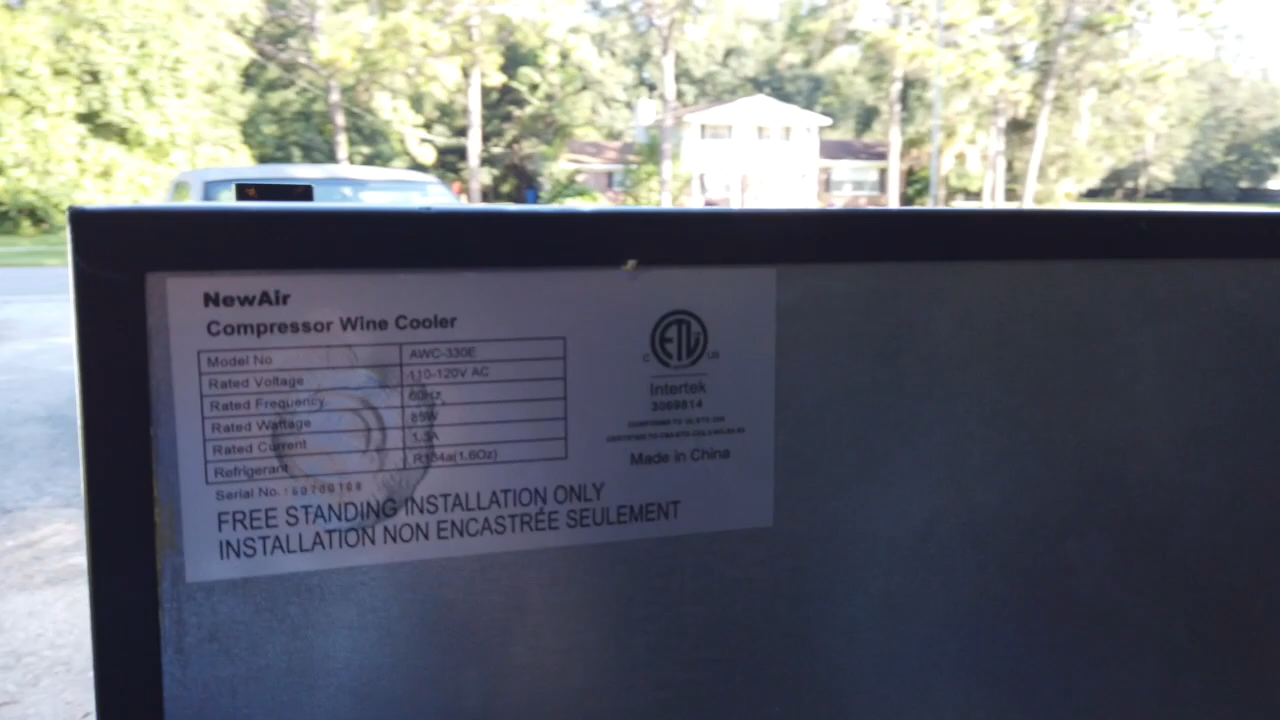 NewAir
Compressor Wine Cooler
Model No AWC-330E
Rated Voltage 110-120V AC
Rated Frequency 60Hz
Rated Wattage 85W
Rated Current 1.3A
Refrigerant R134a(1.6Oz)
Serial No.:
FREE STANDING INSTALLATION ONLY
INSTALLATION NON ENCASTRÉE SEULEMENT
ETL
C US
Intertek
3069814
Made in China